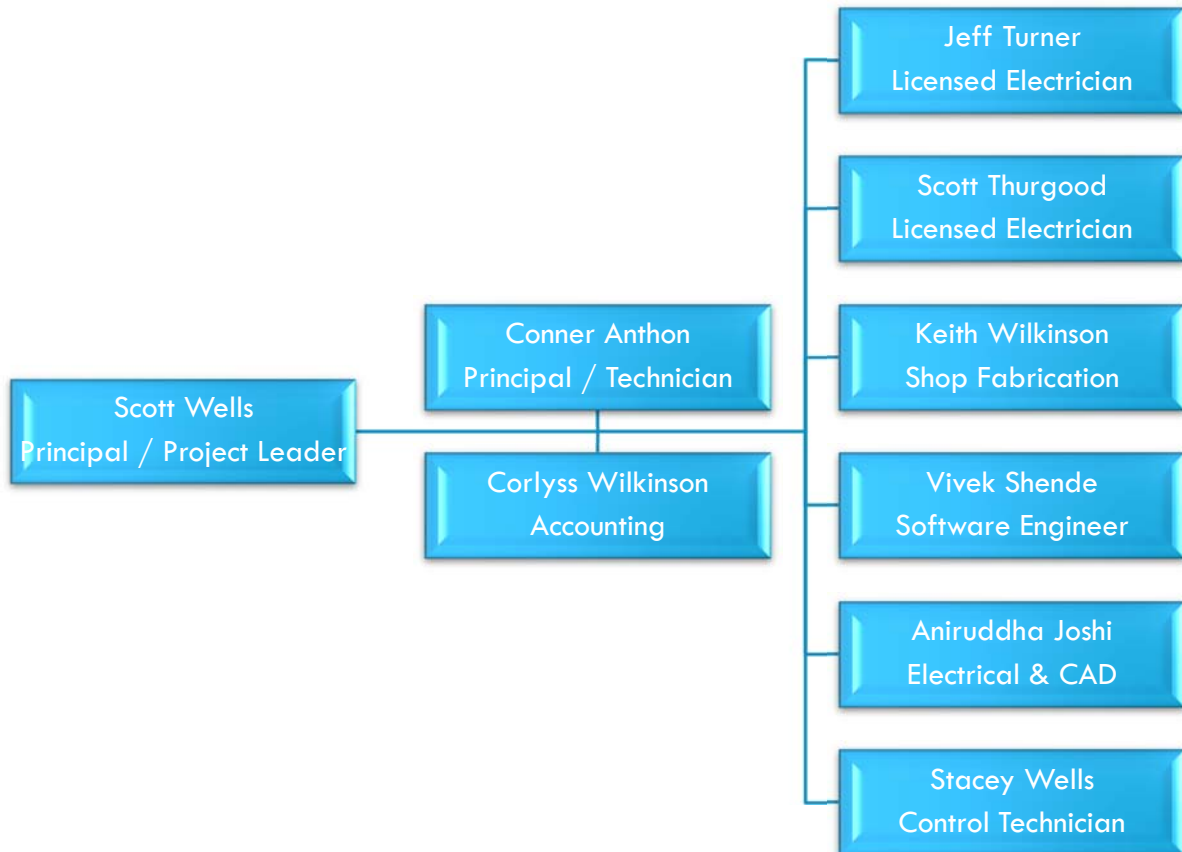 Scott Wells
Principal / Project Leader
Conner Anthon
Principal / Technician
Corlyss Wilkinson
Accounting
Jeff Turner
Licensed Electrician
Scott Thurgood
Licensed Electrician
Keith Wilkinson
Shop Fabrication
Vivek Shende
Software Engineer
Aniruddha Joshi
Electrical & CAD
Stacey Wells
Control Technician